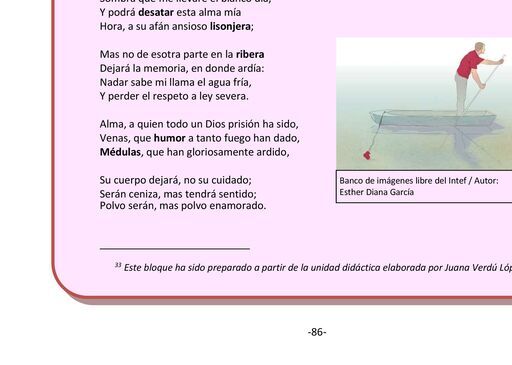 Sombra que me llevare el blanco día,
Y podrá desatar esta alma mía
Hora, a su afán ansioso lisonjera;
Mas no de esotra parte en la ribera
Dejará la memoria, en donde ardía:
Nadar sabe mi llama el agua fría,
Y perder el respeto a ley severa.
Alma, a quien todo un Dios prisión ha sido,
Venas, que humor a tanto fuego han dado,
Médulas, que han gloriosamente ardido,
Su cuerpo dejará, no su cuidado;
Serán ceniza, mas tendrá sentido;
Polvo serán, mas polvo enamorado.
Banco de imágenes libre del Intef / Autor:
Esther Diana García
33 Este bloque ha sido preparado a partir de la unidad didáctica elaborada por Juana Verdú Lóp
-86-